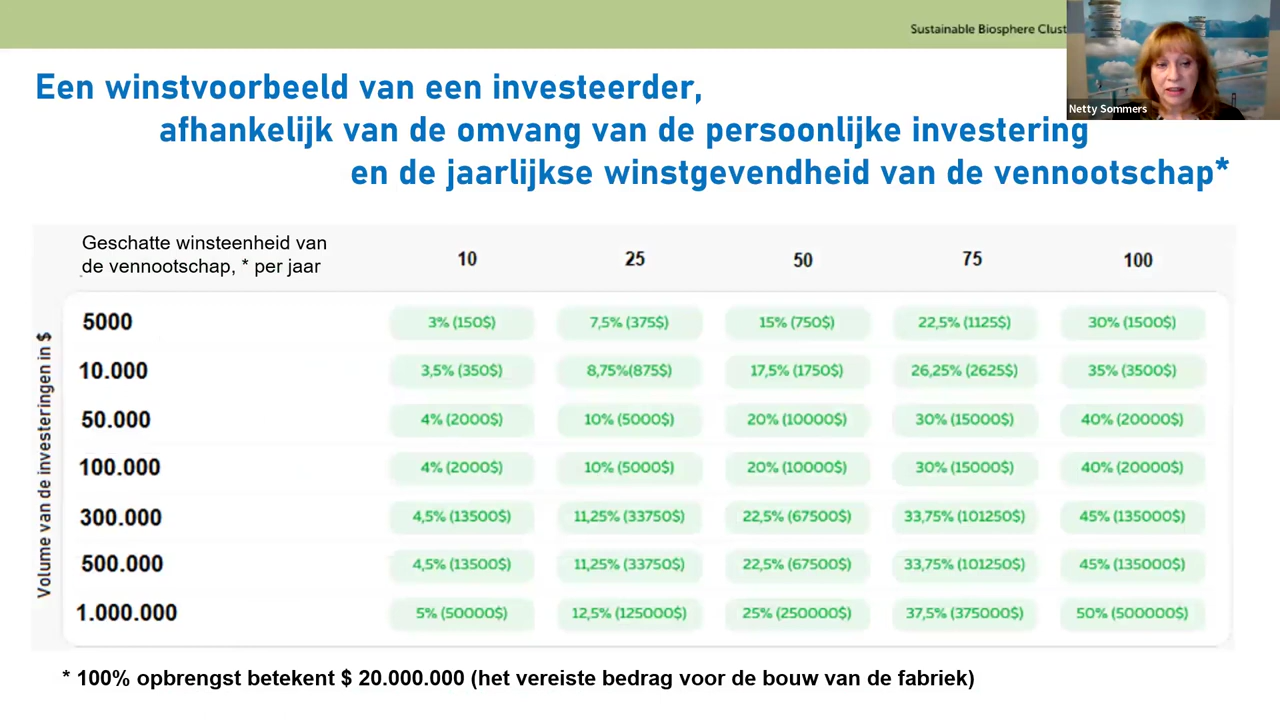 Sustainable Biosphere
Netty Sommers
Een winstvoorbeeld van een investeerder,
afhankelijk van de omvang van de persoonlijke investering
en de jaarlijkse winstgevendheid van de vennootschap*
Geschatte winsteenheid van
de vennootschap, * per jaar
10 25 50 75 100
Volume van de investeringen in $
5000 3% (150$) 7,5% (375$) 15% (750$) 22,5% (1125$) 30% (1500$)
10.000 3,5% (350$) 8,75%(875$) 17,5% (1750$) 26,25% (2625$) 35% (3500$)
50.000 4% (2000$) 10% (5000$) 20% (10000$) 30% (15000$) 40% (20000$)
100.000 4% (2000$) 10% (5000$) 20% (10000$) 30% (15000$) 40% (20000$)
300.000 4,5% (13500$) 11,25% (33750$) 22,5% (67500$) 33,75% (101250$) 45% (135000$)
500.000 4,5% (13500$) 11,25% (33750$) 22,5% (67500$) 33,75% (101250$) 45% (135000$)
1.000.000 5% (50000$) 12,5% (125000$) 25% (250000$) 37,5% (375000$) 50% (500000$)
* 100% opbrengst betekent $ 20.000.000 (het vereiste bedrag voor de bouw van de fabriek)